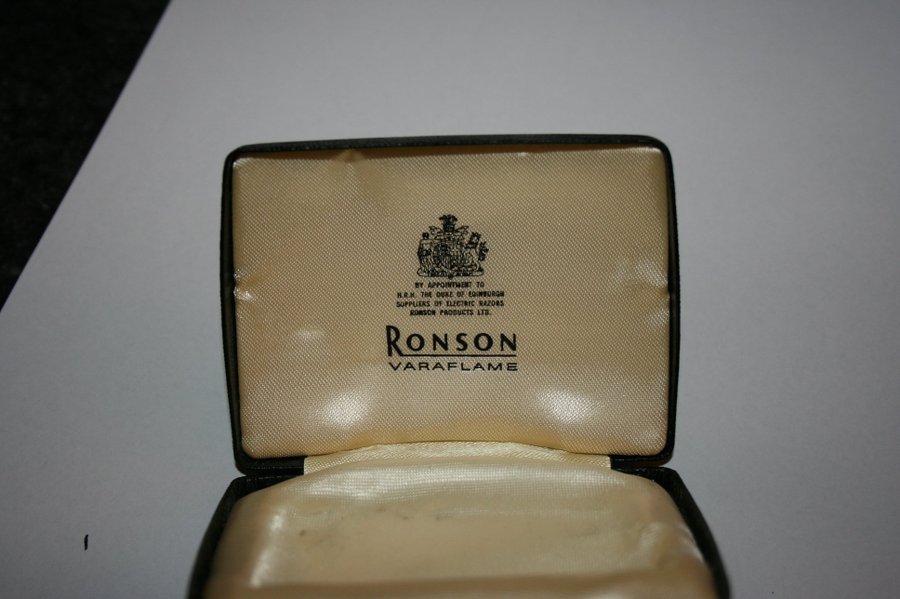 BY APPOINTMENT TO
H.R.H. THE DUKE OF EDINBURGH
SUPPLIERS OF ELECTRIC RAZORS
RONSON PRODUCTS LTD.
RONSON
VARAFLAME